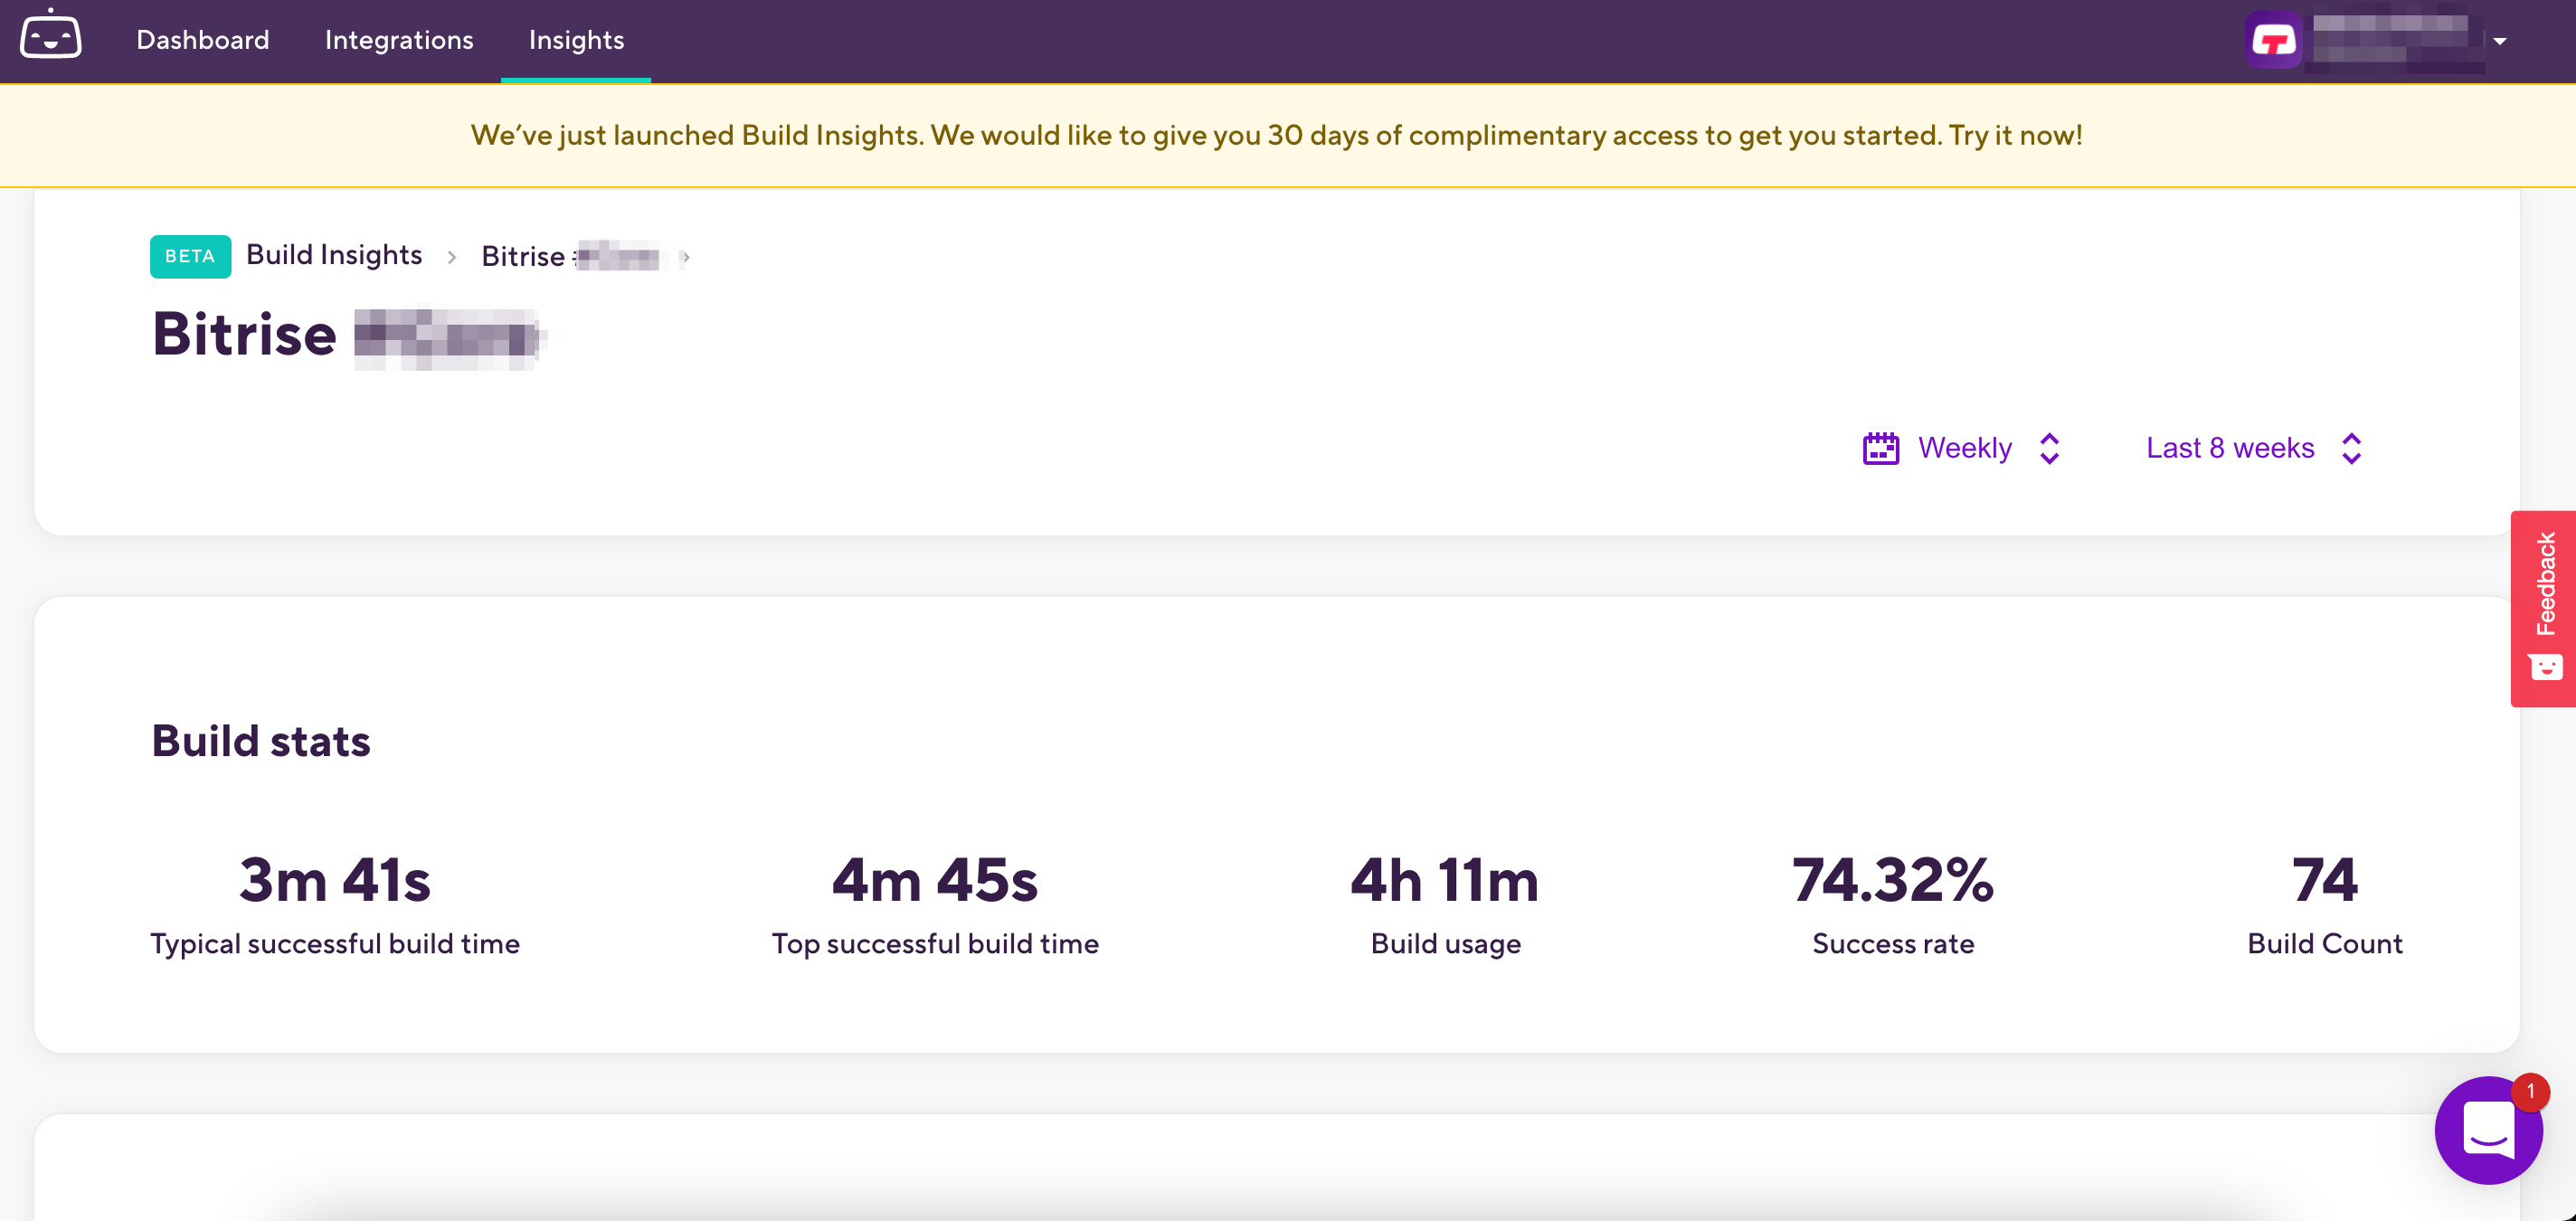 Dashboard
Integrations
Insights
We've just launched Build Insights. We would like to give you 30 days of complimentary access to get you started. Try it now!
BETA Build Insights > Bitrise >
Bitrise
Weekly
Last 8 weeks
Feedback
Build stats
3m 41s
Typical successful build time
4m 45s
Top successful build time
4h 11m
Build usage
74.32%
Success rate
74
Build Count
1